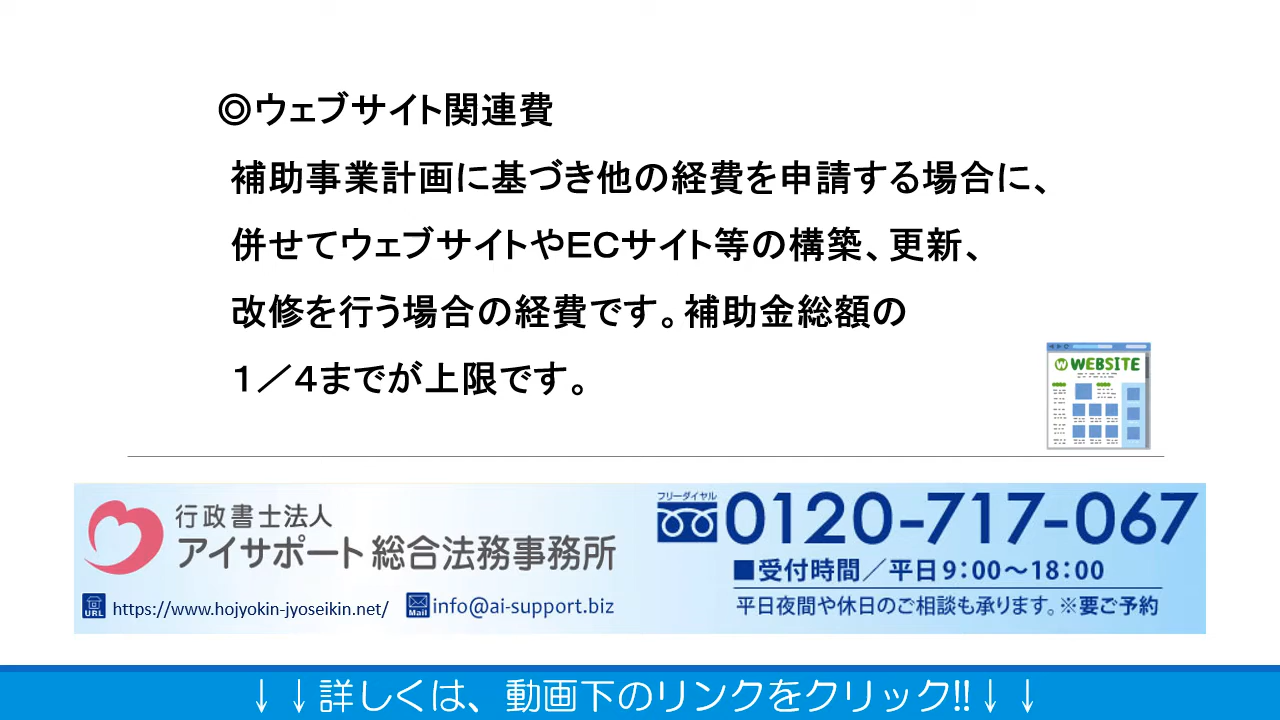 ◎ウェブサイト関連費
補助事業計画に基づき他の経費を申請する場合に、
併せてウェブサイトやECサイト等の構築、更新、
改修を行う場合の経費です。補助金総額の
1/4までが上限です。
W WEBSITE
行政書士法人
アイサポート 総合法務事務所
URL https://www.hojyokin-jyoseikin.net/
Mail info@ai-support.biz
フリーダイヤル
0120-717-067
■受付時間/平日9:00〜18:00
平日夜間や休日のご相談も承ります。※要ご予約
↓↓詳しくは、動画下のリンクをクリック!!↓↓